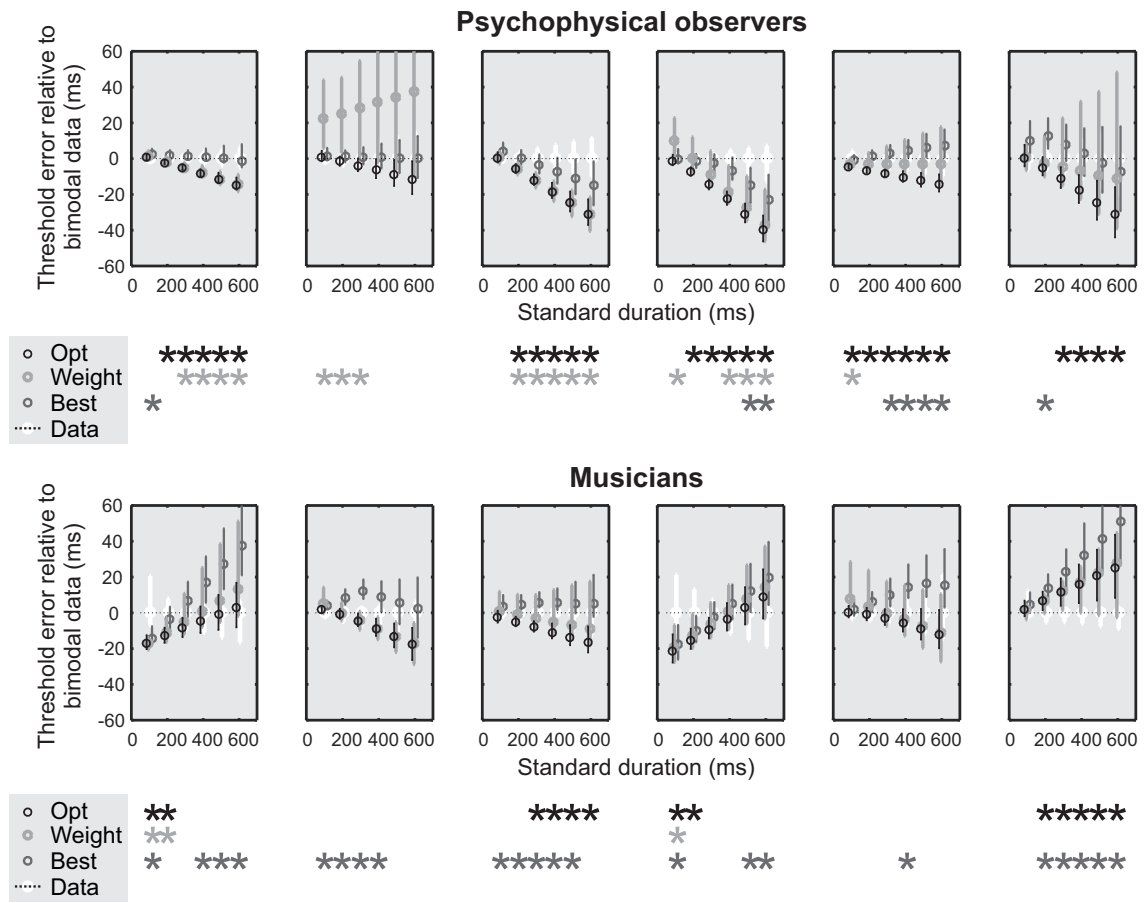 Psychophysical observers
Threshold error relative to
bimodal data (ms)
60
40
20
0
-20
-40
-60
0 200 400 600 0 200 400 600 0 200 400 600 0 200 400 600 0 200 400 600 0 200 400 600
Standard duration (ms)
Opt ***** ***** ***** ****** ****
Weight **** *** ***** * *** *
Best * ** **** *
Data
Musicians
Threshold error relative to
bimodal data (ms)
60
40
20
0
-20
-40
-60
0 200 400 600 0 200 400 600 0 200 400 600 0 200 400 600 0 200 400 600 0 200 400 600
Standard duration (ms)
Opt ** **** ** *****
Weight ** *
Best * *** **** ***** * ** * *****
Data